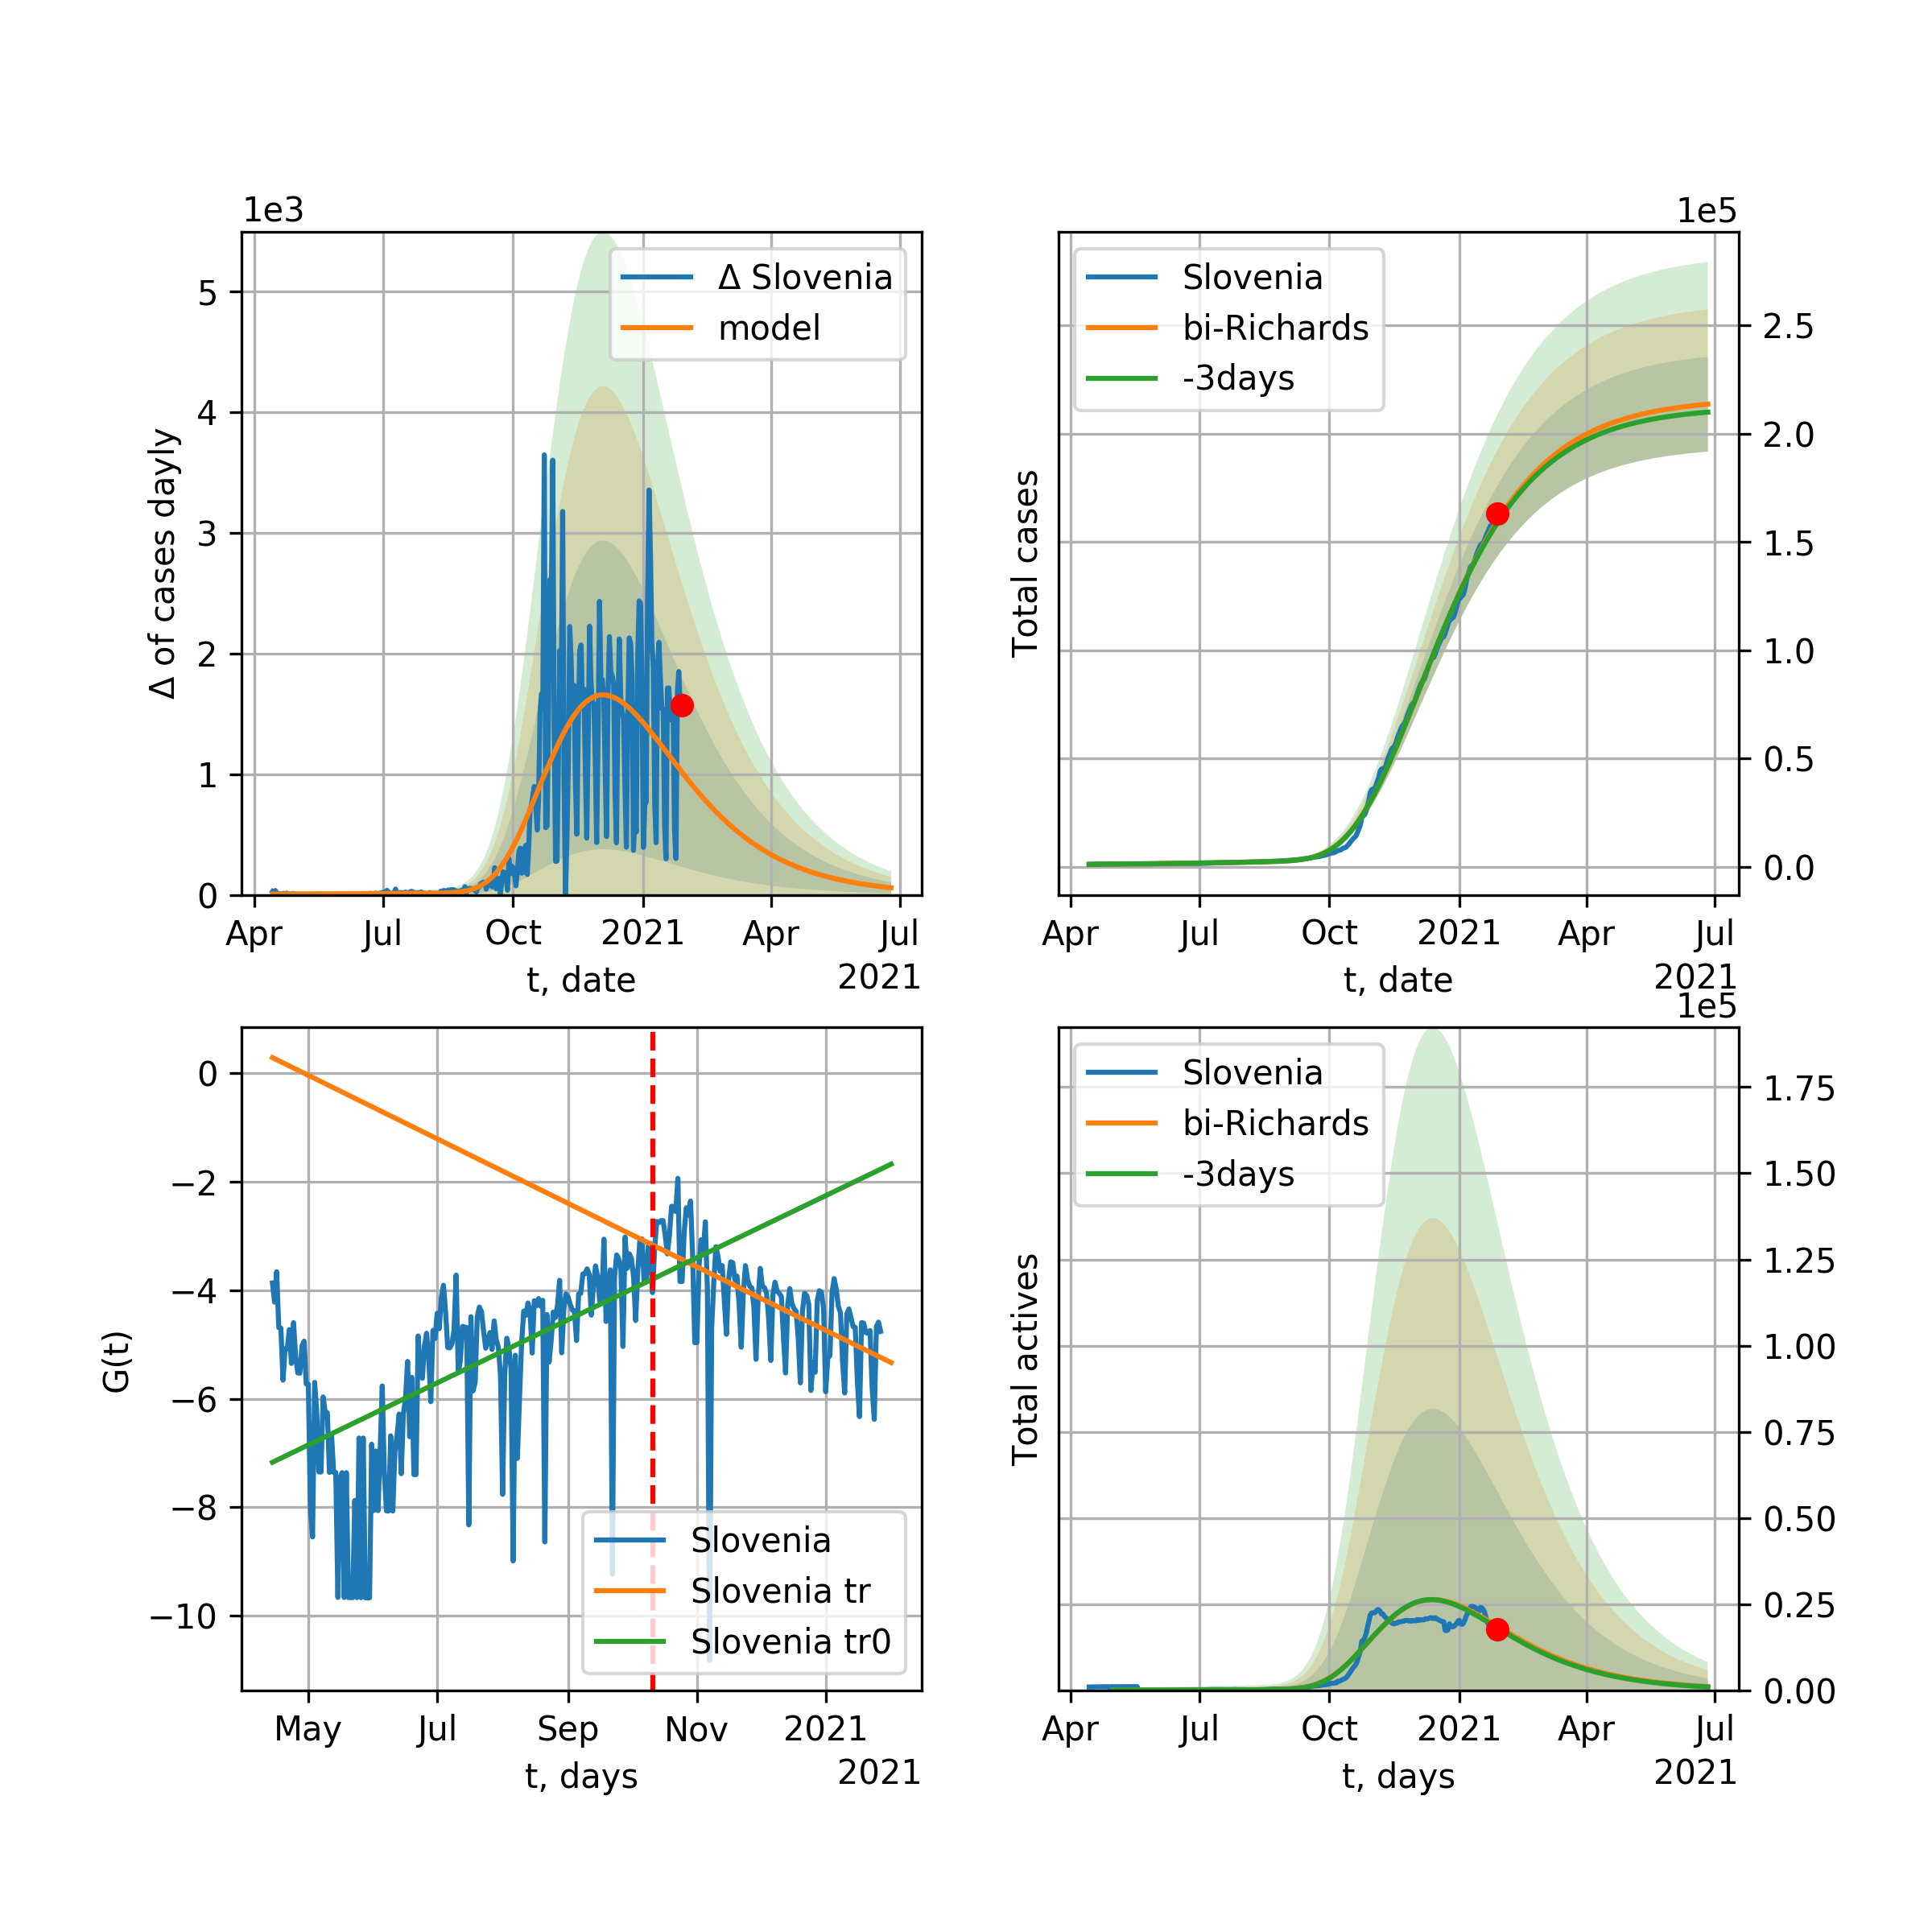 1e3
Δ of cases dayly
5
4
3
2
1
0
Δ Slovenia
model
Apr Jul Oct 2021 Apr Jul
t, date
2021
1e5
Total cases
Slovenia
bi-Richards
-3days
2.5
2.0
1.5
1.0
0.5
0.0
Apr Jul Oct 2021 Apr Jul
t, date
2021
G(t)
0
−2
−4
−6
−8
−10
Slovenia
Slovenia tr
Slovenia tr0
May Jul Sep Nov 2021
t, days
2021
1e5
Total actives
Slovenia
bi-Richards
-3days
1.75
1.50
1.25
1.00
0.75
0.50
0.25
0.00
Apr Jul Oct 2021 Apr Jul
t, days
2021